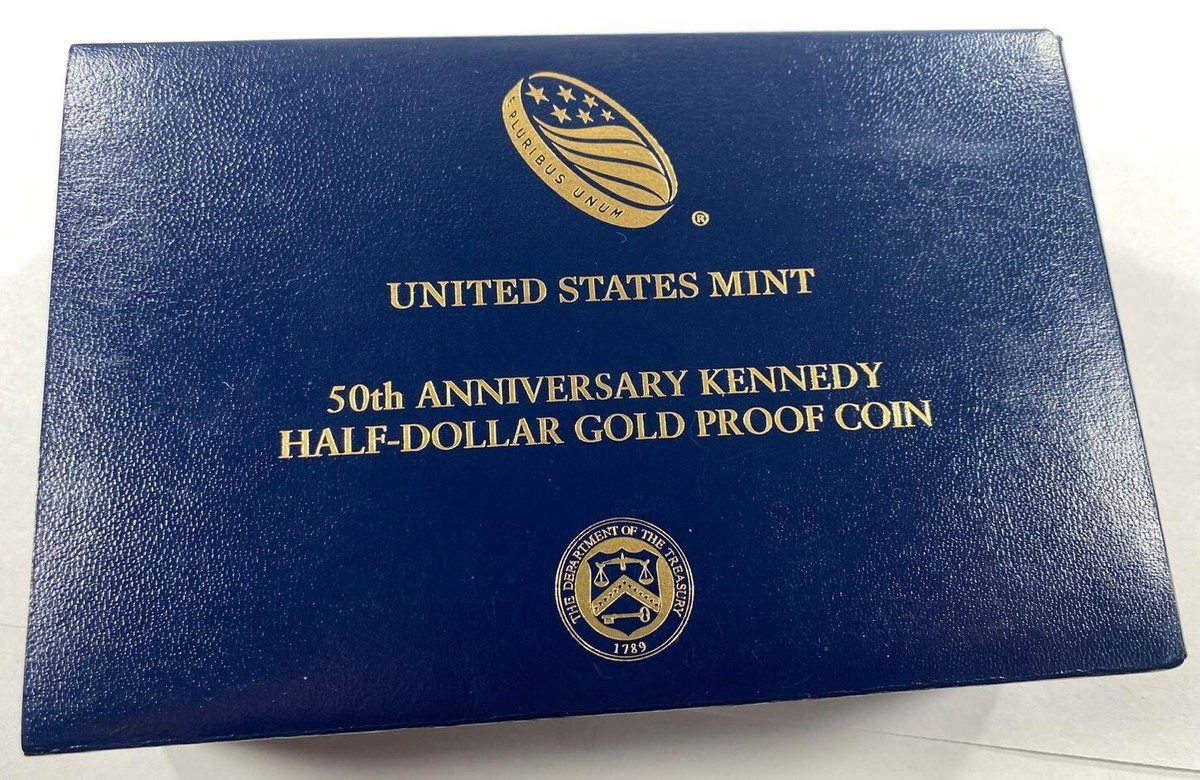 E PLURIBUS UNUM
®
UNITED STATES MINT
50th ANNIVERSARY KENNEDY
HALF-DOLLAR GOLD PROOF COIN
THE DEPARTMENT OF THE TREASURY
1789